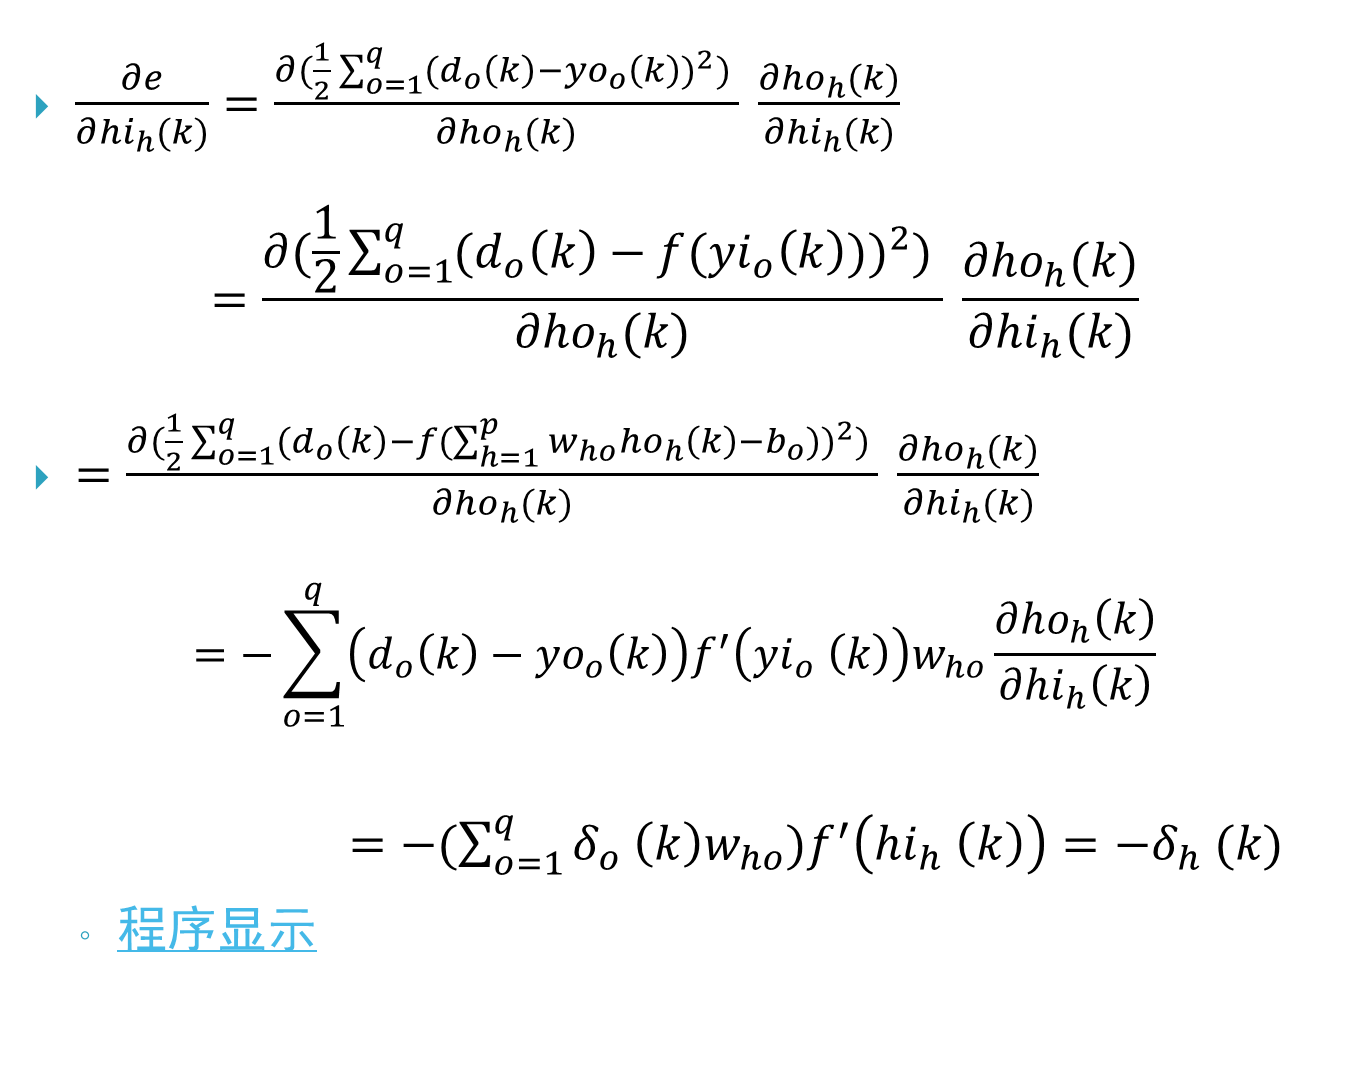 ∂e/∂hi_h(k) = ∂(1/2 ∑_{o=1}^{q}(d_o(k)−yo_o(k))^2)/∂ho_h(k) ∂ho_h(k)/∂hi_h(k)
= ∂(1/2 ∑_{o=1}^{q}(d_o(k) − f(yi_o(k)))^2)/∂ho_h(k) ∂ho_h(k)/∂hi_h(k)
= ∂(1/2 ∑_{o=1}^{q}(d_o(k)−f(∑_{h=1}^{p} w_{ho}ho_h(k)−b_o))^2)/∂ho_h(k) ∂ho_h(k)/∂hi_h(k)
= − ∑_{o=1}^{q} (d_o(k) − yo_o(k)) f′(yi_o (k)) w_{ho} ∂ho_h(k)/∂hi_h(k)
= −(∑_{o=1}^{q} δ_o (k)w_{ho})f′(hi_h (k)) = −δ_h (k)
程序显示